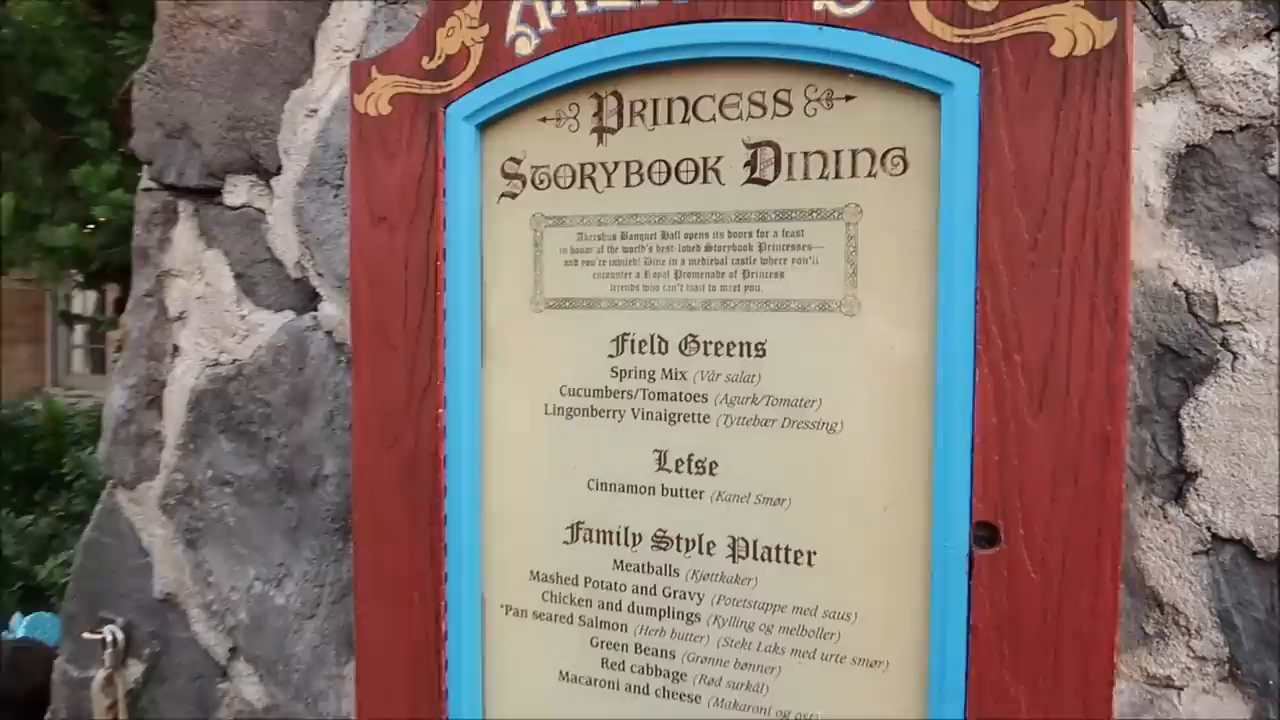 Princess
Storybook Dining
Akershus Banquet Hall opens its doors for a feast
in honor of the world's best-loved Storybook Princesses—
and you're invited! Dine in a medieval castle where you'll
encounter a Royal Promenade of Princess
friends who can't wait to meet you.
Field Greens
Spring Mix (Vår salat)
Cucumbers/Tomatoes (Agurk/Tomater)
Lingonberry Vinaigrette (Tyttebær Dressing)
Lefse
Cinnamon butter (Kanel Smør)
Family Style Platter
Meatballs (Kjøttkaker)
Mashed Potato and Gravy (Potetstappe med saus)
Chicken and dumplings (Kylling og melboller)
*Pan seared Salmon (Herb butter) (Stekt Laks med urte smør)
Green Beans (Grønne bønner)
Red cabbage (Rød surkål)
Macaroni and cheese (Makaroni og ost)